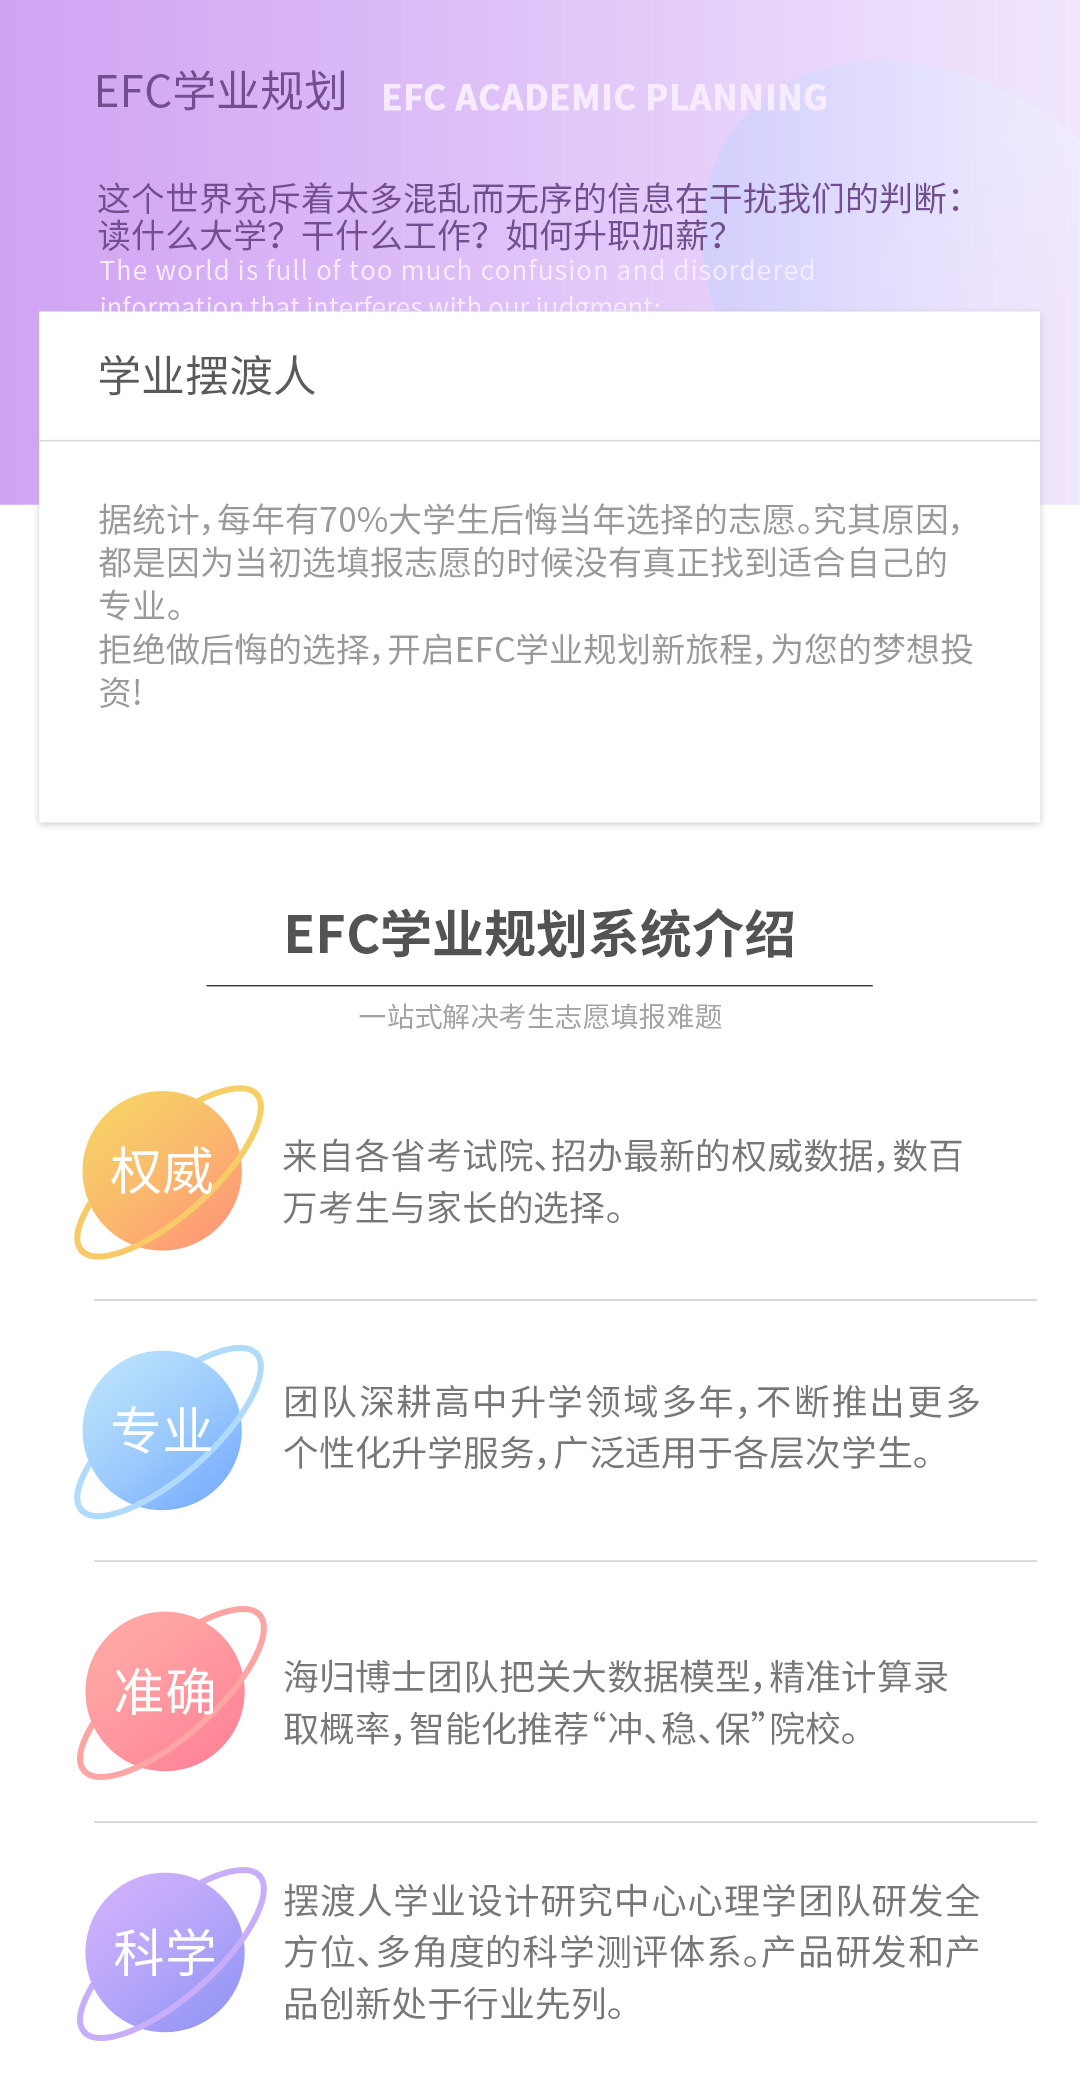 EFC学业规划
EFC ACADEMIC PLANNING
这个世界充斥着太多混乱而无序的信息在干扰我们的判断：
读什么大学？干什么工作？如何升职加薪？
The world is full of too much confusion and disordered
information that interferes with our judgment:
学业摆渡人
据统计，每年有70%大学生后悔当年选择的志愿。究其原因，
都是因为当初选填报志愿的时候没有真正找到适合自己的
专业。
拒绝做后悔的选择，开启EFC学业规划新旅程，为您的梦想投
资！
EFC学业规划系统介绍
一站式解决考生志愿填报难题
权威
来自各省考试院、招办最新的权威数据，数百
万考生与家长的选择。
专业
团队深耕高中升学领域多年，不断推出更多
个性化升学服务，广泛适用于各层次学生。
准确
海归博士团队把关大数据模型，精准计算录
取概率，智能化推荐“冲、稳、保”院校。
科学
摆渡人学业设计研究中心心理学团队研发全
方位、多角度的科学测评体系。产品研发和产
品创新处于行业先列。